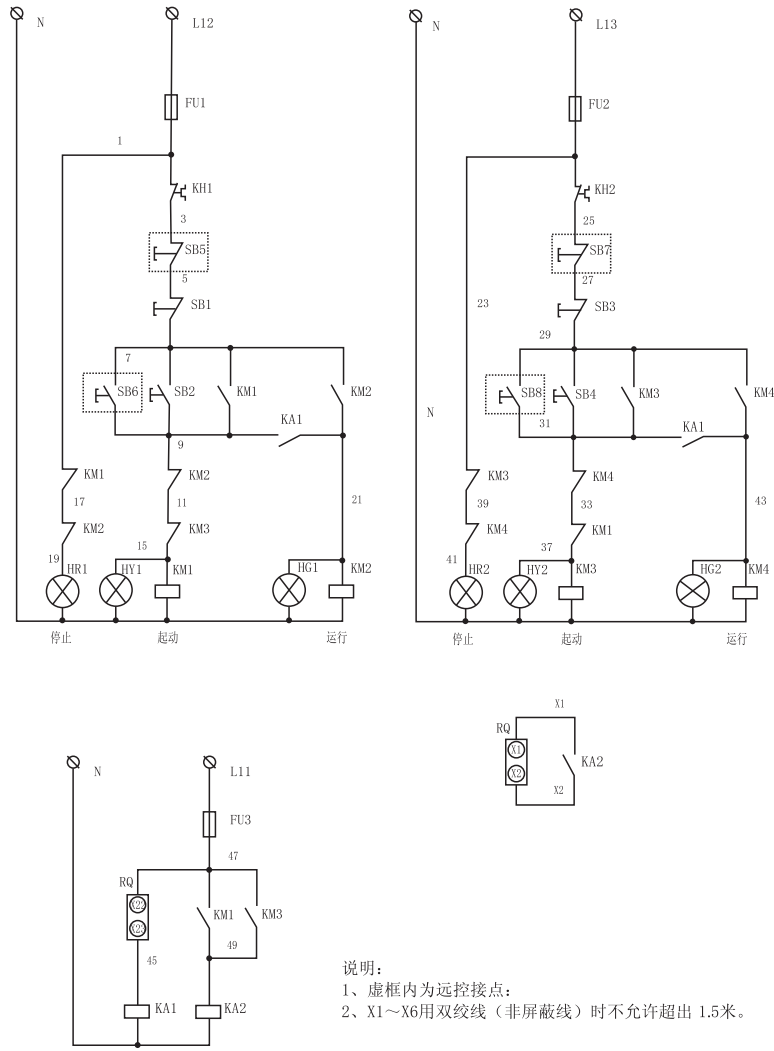 N
L12
FU1
1
KH1
3
SB5
5
SB1
7
SB6
SB2
KM1
KM2
KA1
9
KM1
KM2
17
11
21
KM2
KM3
19
15
HR1
HY1
KM1
HG1
KM2
停止
起动
运行
N
L13
FU2
KH2
25
SB7
27
23
SB3
29
SB8
SB4
KM3
KM4
N
31
KA1
KM3
KM4
39
33
43
KM4
KM1
41
37
HR2
HY2
KM3
HG2
KM4
停止
起动
运行
X1
RQ
X1
X2
KA2
X2
N
L11
FU3
47
RQ
X22
X23
KM1
KM3
45
49
KA1
KA2
说明:
1、虚框内为远控接点:
2、X1～X6用双绞线（非屏蔽线）时不允许超出 1.5米。